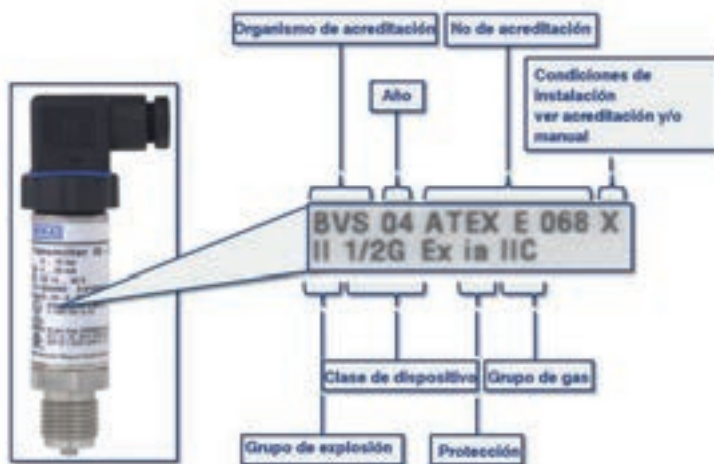 Organismo de acreditación
No de acreditación
Año
Condiciones de
instalación
ver acreditación y/o
manual
BVS 04 ATEX E 068 X
II 1/2G Ex ia IIC
Clase de dispositivo
Grupo de gas
Grupo de explosión
Protección